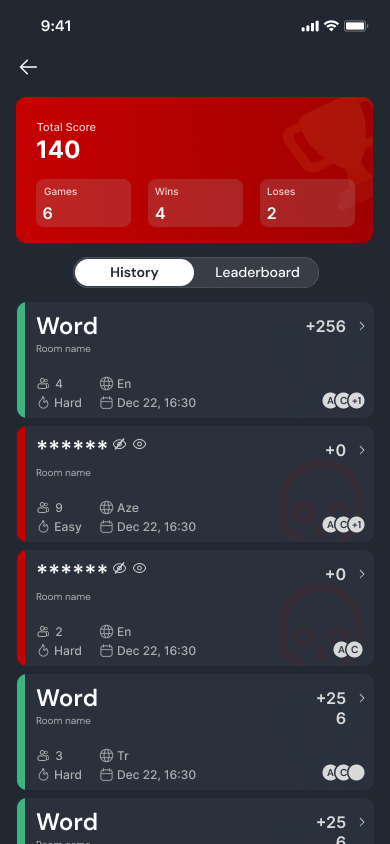 9:41
Total Score
140
Games
6
Wins
4
Loses
2
History
Leaderboard
Word
+256
Room name
4
En
Hard
Dec 22, 16:30
A C +1
******
+0
Room name
9
Aze
Easy
Dec 22, 16:30
A C +1
******
+0
Room name
2
En
Hard
Dec 22, 16:30
A C
Word
+25
6
Room name
3
Tr
Hard
Dec 22, 16:30
A C
Word
+25
6
Room name